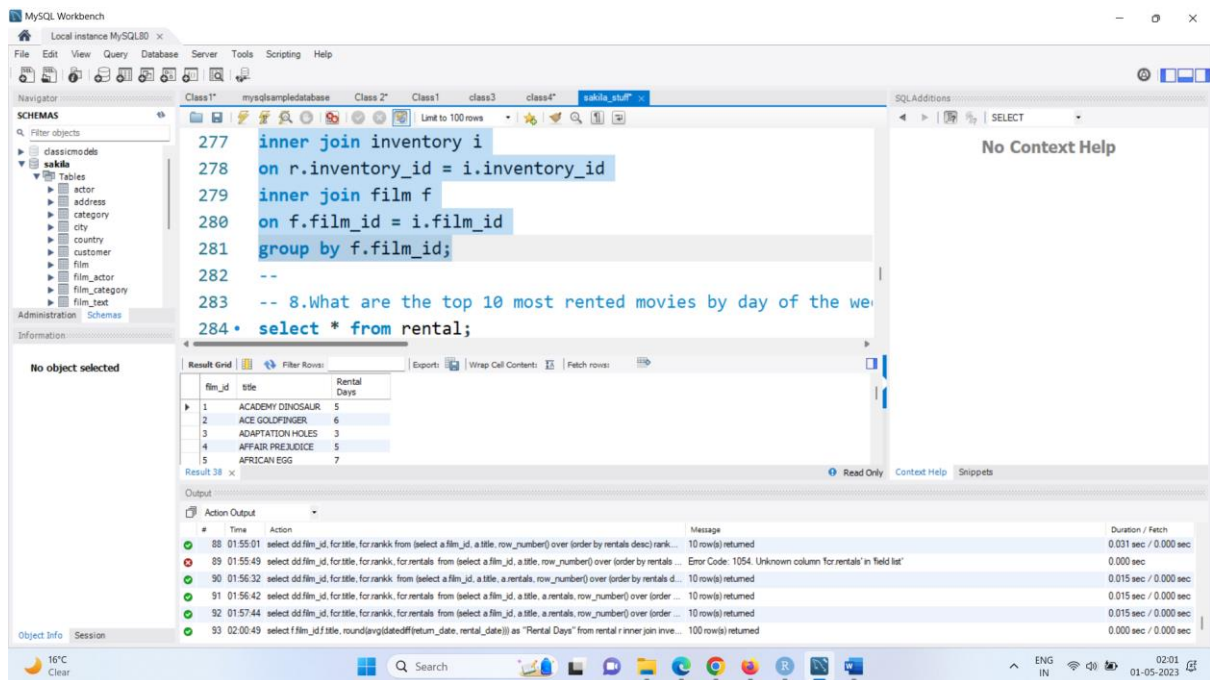 MySQL Workbench
Local instance MySQL80 ×
File Edit View Query Database Server Tools Scripting Help
Navigator
SCHEMAS
Filter objects
classicmodels
sakila
Tables
actor
address
category
city
country
customer
film
film_actor
film_category
film_text
Administration Schemas
Information
No object selected
Object Info Session
Class1* mysqlsampledatabase Class 2* Class1 class3 class4* sakila_stuff* ×
Limit to 100 rows
277 inner join inventory i
278 on r.inventory_id = i.inventory_id
279 inner join film f
280 on f.film_id = i.film_id
281 group by f.film_id;
282 --
283 -- 8.What are the top 10 most rented movies by day of the we
284 select * from rental;
Result Grid Filter Rows: Export: Wrap Cell Content: Fetch rows:
film_id title Rental Days
1 ACADEMY DINOSAUR 5
2 ACE GOLDFINGER 6
3 ADAPTATION HOLES 3
4 AFFAIR PREJUDICE 5
5 AFRICAN EGG 7
Result 38 × Read Only
SQLAdditions
SELECT
No Context Help
Context Help Snippets
Output
Action Output
# Time Action Message Duration / Fetch
88 01:55:01 select dd.film_id, fcr.title, fcr.rankk from (select a.film_id, a.title, row_number() over (order by rentals desc) rank... 10 row(s) returned 0.031 sec / 0.000 sec
89 01:55:49 select dd.film_id, fcr.title, fcr.rankk, fcr.rentals from (select a.film_id, a.title, row_number() over (order by rentals ... Error Code: 1054. Unknown column 'fcr.rentals' in 'field list' 0.000 sec
90 01:56:32 select dd.film_id, fcr.title, fcr.rankk from (select a.film_id, a.title, a.rentals, row_number() over (order by rentals d... 10 row(s) returned 0.015 sec / 0.000 sec
91 01:56:42 select dd.film_id, fcr.title, fcr.rankk, fcr.rentals from (select a.film_id, a.title, a.rentals, row_number() over (order ... 10 row(s) returned 0.015 sec / 0.000 sec
92 01:57:44 select dd.film_id, fcr.title, fcr.rankk, fcr.rentals from (select a.film_id, a.title, a.rentals, row_number() over (order ... 10 row(s) returned 0.015 sec / 0.000 sec
93 02:00:49 select f.film_id,f.title, round(avg(datediff(return_date, rental_date))) as "Rental Days" from rental r inner join inve... 100 row(s) returned 0.000 sec / 0.000 sec
16°C
Clear
Search
ENG
IN
02:01
01-05-2023